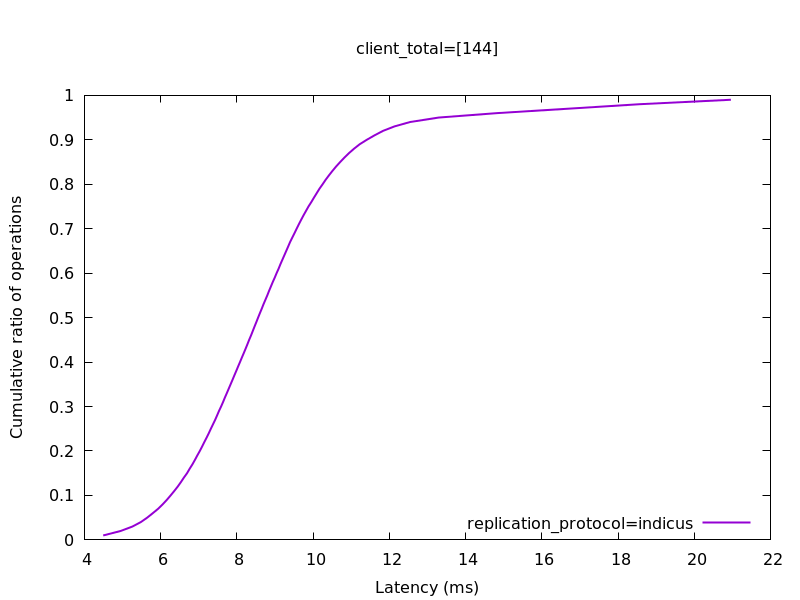 client_total=[144]
1
0.9
0.8
0.7
0.6
0.5
0.4
0.3
0.2
0.1
0
Cumulative ratio of operations
replication_protocol=indicus
4 6 8 10 12 14 16 18 20 22
Latency (ms)